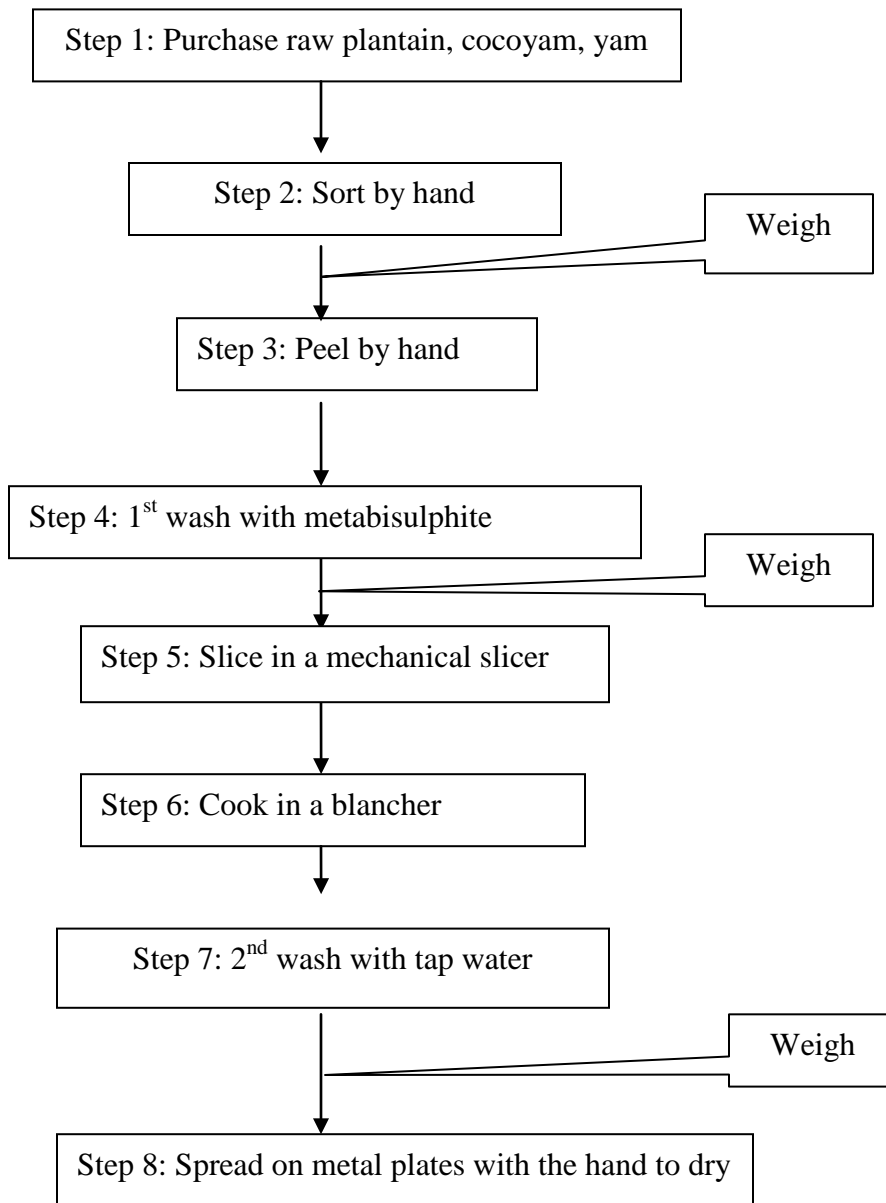 Step 1: Purchase raw plantain, cocoyam, yam
Step 2: Sort by hand
Weigh
Step 3: Peel by hand
Step 4: 1st wash with metabisulphite
Weigh
Step 5: Slice in a mechanical slicer
Step 6: Cook in a blancher
Step 7: 2nd wash with tap water
Weigh
Step 8: Spread on metal plates with the hand to dry